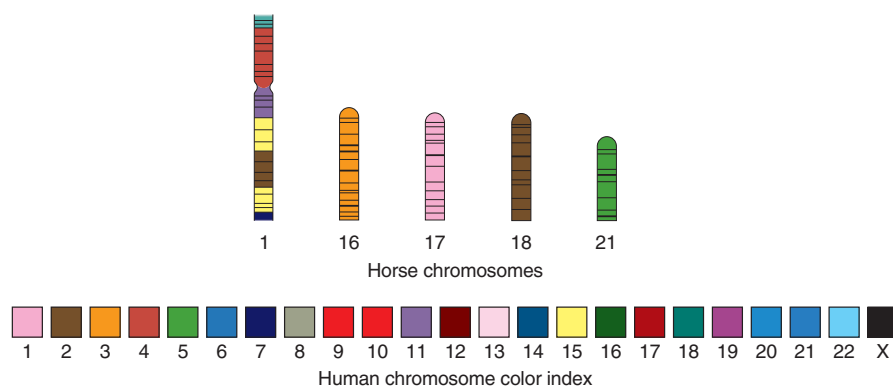 1 16 17 18 21
Horse chromosomes
1 2 3 4 5 6 7 8 9 10 11 12 13 14 15 16 17 18 19 20 21 22 X
Human chromosome color index